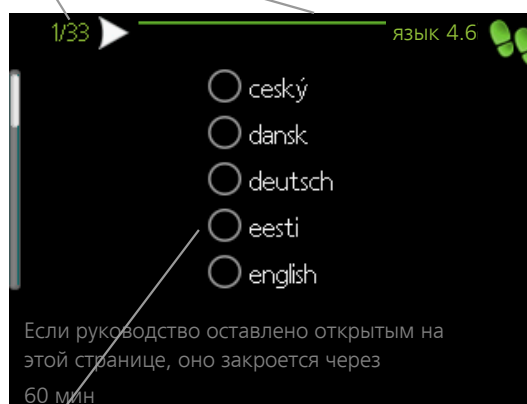 1/33
язык 4.6
ceský
dansk
deutsch
eesti
english
Если руководство оставлено открытым на
этой странице, оно закроется через
60 мин